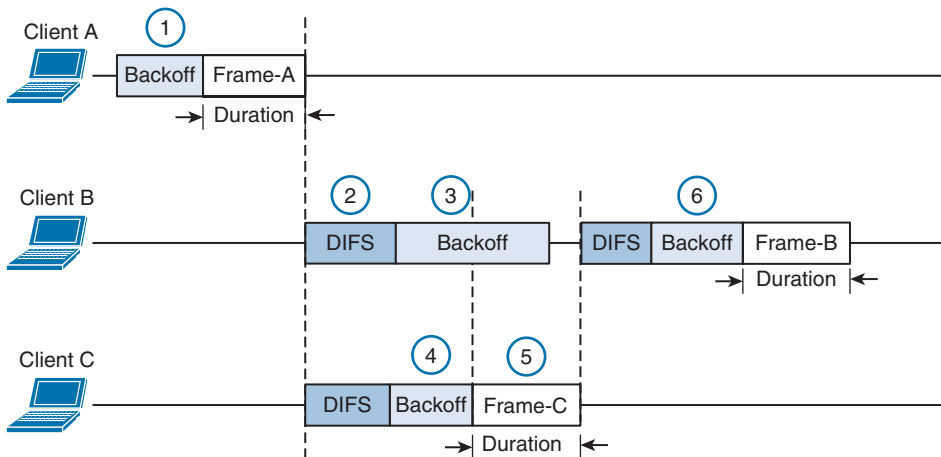 Client A
1
Backoff
Frame-A
Duration
Client B
2
3
6
DIFS
Backoff
DIFS
Backoff
Frame-B
Duration
Client C
4
5
DIFS
Backoff
Frame-C
Duration